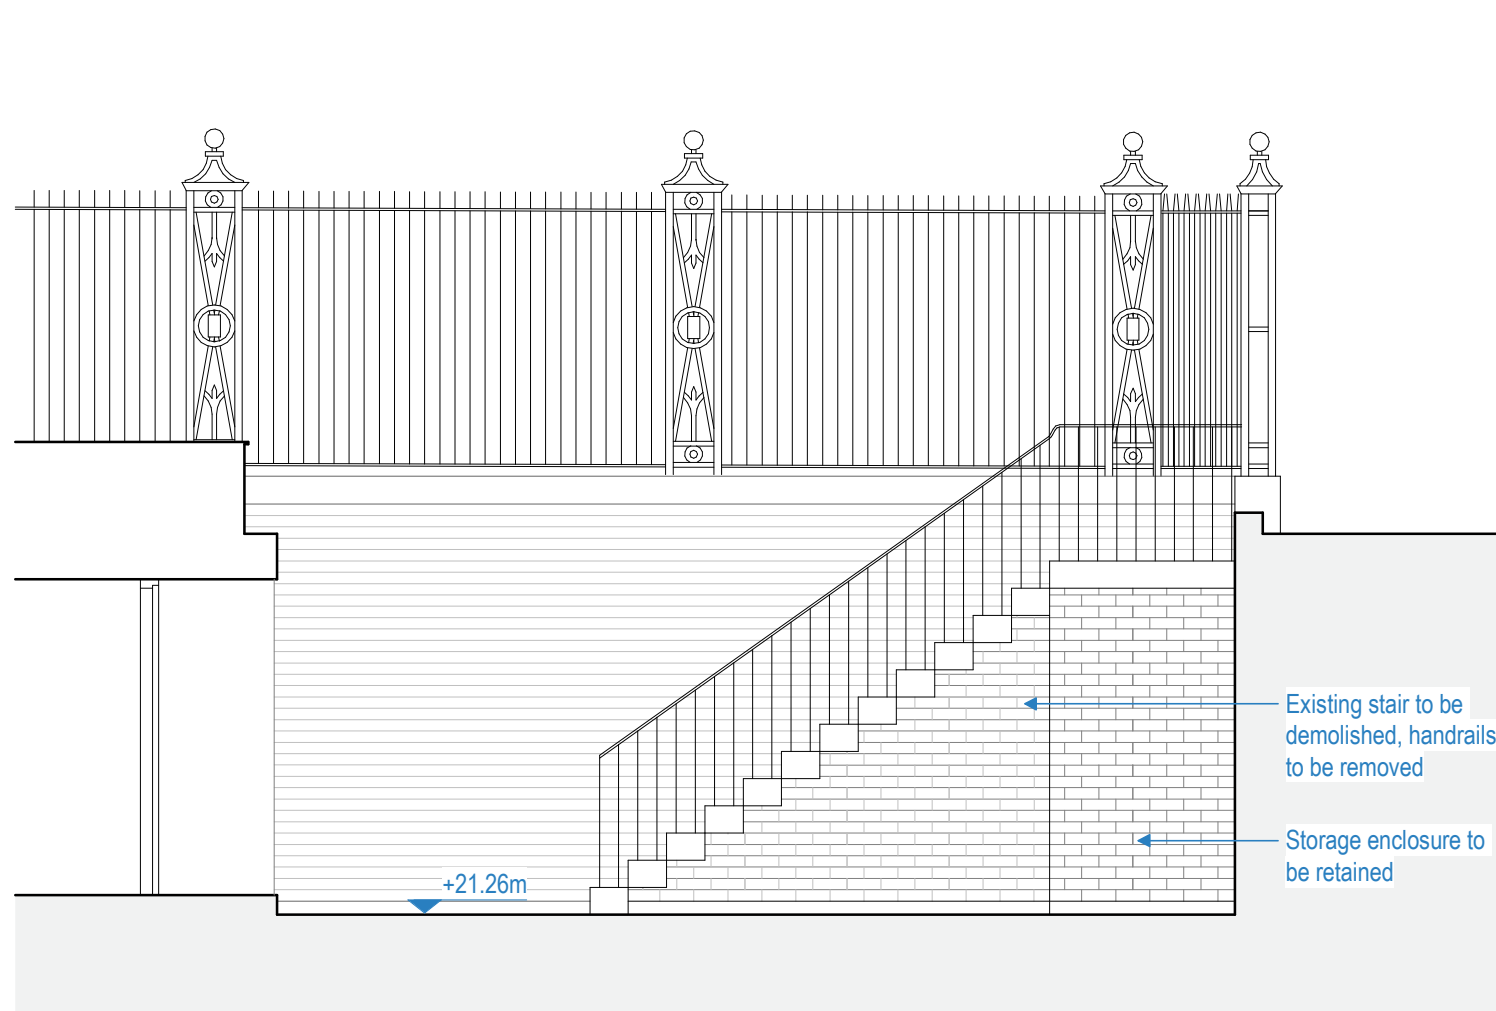 Existing stair to be
demolished, handrails
to be removed
Storage enclosure to
be retained
+21.26m